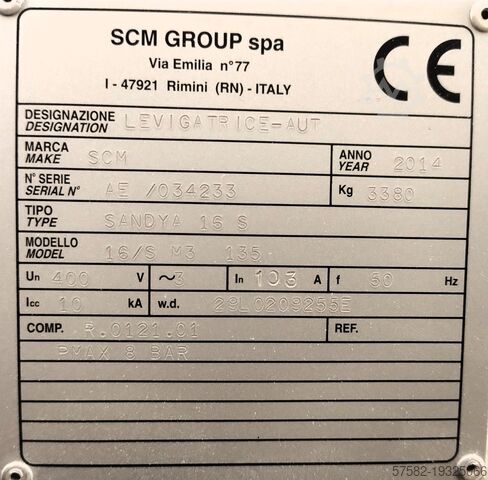 SCM GROUP spa
Via Emilia n°77
I - 47921 Rimini (RN) - ITALY
CE
DESIGNAZIONE
DESIGNATION LEVIGATRICE-AUT
MARCA
MAKE SCM
ANNO
YEAR 2014
N° SERIE
SERIAL N° AE /034233
Kg 3380
TIPO
TYPE SANDYA 16 S
MODELLO
MODEL 16/S M3 135
Un 400 V ~ 3 In 103 A f 50 Hz
Icc 10 kA w.d. 29L0209255E
COMP. R.0121.01 REF.
PMAX 8 BAR
57582-19325066